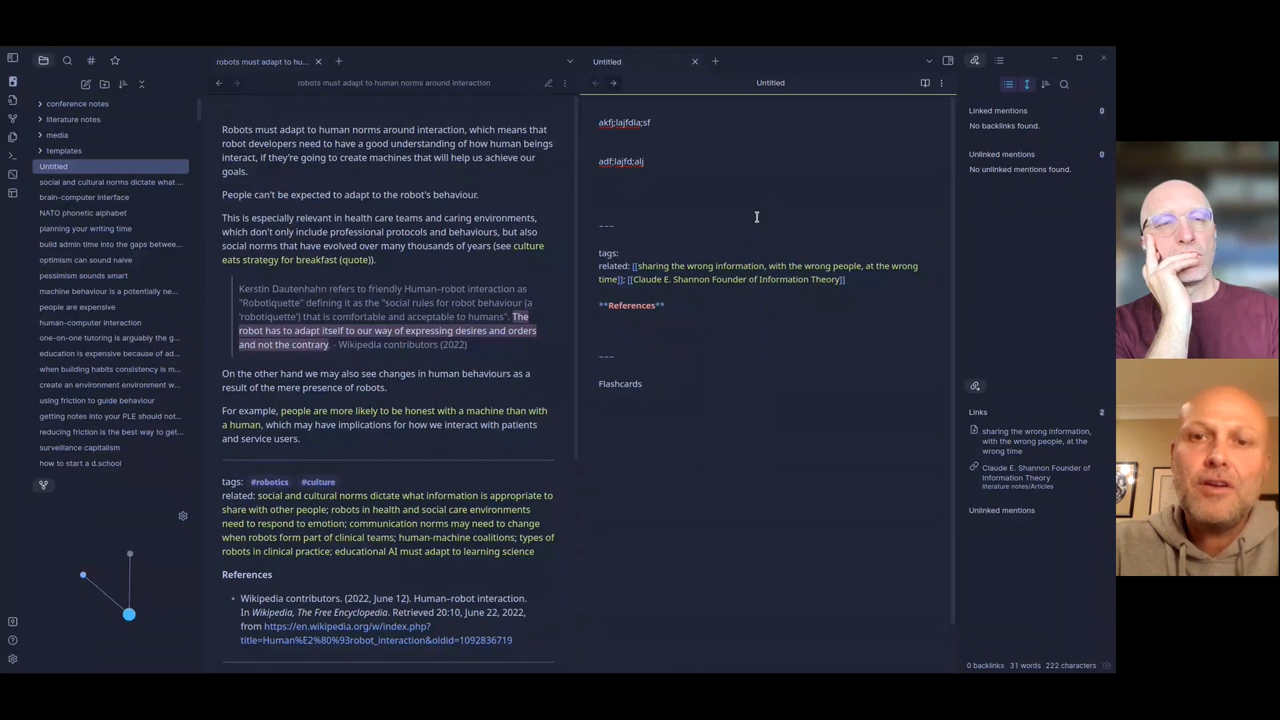 robots must adapt to hu...
Untitled
robots must adapt to human norms around interaction
Untitled
conference notes
literature notes
media
templates
Untitled
social and cultural norms dictate what ...
brain-computer interface
NATO phonetic alphabet
planning your writing time
build admin time into the gaps betwee...
optimism can sound naive
pessimism sounds smart
machine behaviour is a potentially ne...
people are expensive
human-computer interaction
one-on-one tutoring is arguably the g...
education is expensive because of ad...
when building habits consistency is m...
create an environment environment w...
using friction to guide behaviour
getting notes into your PLE should not...
reducing friction is the best way to get...
surveillance capitalism
how to start a d.school
Robots must adapt to human norms around interaction, which means that
robot developers need to have a good understanding of how human beings
interact, if they're going to create machines that will help us achieve our
goals.
People can't be expected to adapt to the robot's behaviour.
This is especially relevant in health care teams and caring environments,
which don't only include professional protocols and behaviours, but also
social norms that have evolved over many thousands of years (see culture
eats strategy for breakfast (quote)).
Kerstin Dautenhahn refers to friendly Human–robot interaction as
"Robotiquette" defining it as the "social rules for robot behaviour (a
'robotiquette') that is comfortable and acceptable to humans". The
robot has to adapt itself to our way of expressing desires and orders
and not the contrary. - Wikipedia contributors (2022)
On the other hand we may also see changes in human behaviours as a
result of the mere presence of robots.
For example, people are more likely to be honest with a machine than with
a human, which may have implications for how we interact with patients
and service users.
tags: #robotics #culture
related: social and cultural norms dictate what information is appropriate to
share with other people; robots in health and social care environments
need to respond to emotion; communication norms may need to change
when robots form part of clinical teams; human-machine coalitions; types of
robots in clinical practice; educational AI must adapt to learning science
References
Wikipedia contributors. (2022, June 12). Human–robot interaction.
In Wikipedia, The Free Encyclopedia. Retrieved 20:10, June 22, 2022,
from https://en.wikipedia.org/w/index.php?
title=Human%E2%80%93robot_interaction&oldid=1092836719
akfj;lajfdla;sf
adf;lajfd;alj
---
tags:
related: [[sharing the wrong information, with the wrong people, at the wrong
time]]; [[Claude E. Shannon Founder of Information Theory]]
**References**
---
Flashcards
Linked mentions 0
No backlinks found.
Unlinked mentions 0
No unlinked mentions found.
Links 2
sharing the wrong information,
with the wrong people, at the
wrong time
Claude E. Shannon Founder of
Information Theory
literature notes/Articles
Unlinked mentions
0 backlinks 31 words 222 characters